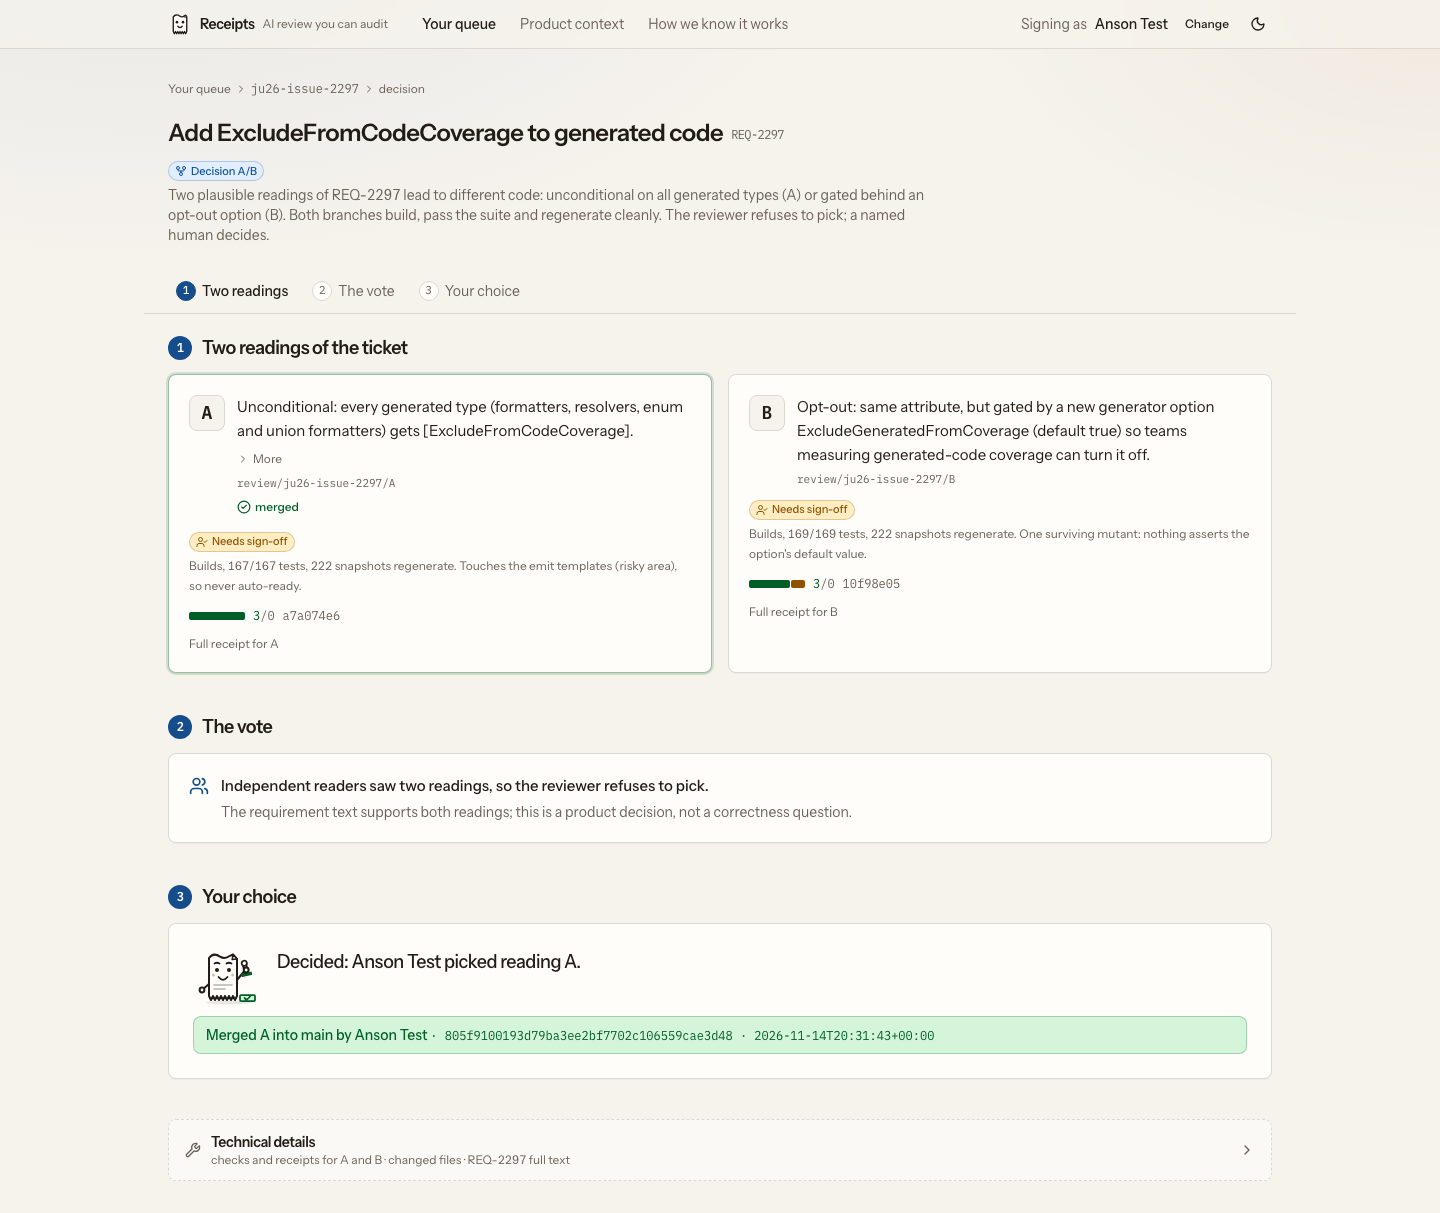 Receipts AI review you can audit Your queue Product context How we know it works Signing as Anson Test Change
Your queue > ju26-issue-2297 > decision
Add ExcludeFromCodeCoverage to generated code REQ-2297
Decision A/B
Two plausible readings of REQ-2297 lead to different code: unconditional on all generated types (A) or gated behind an
opt-out option (B). Both branches build, pass the suite and regenerate cleanly. The reviewer refuses to pick; a named
human decides.
1 Two readings 2 The vote 3 Your choice
1 Two readings of the ticket
A
Unconditional: every generated type (formatters, resolvers, enum
and union formatters) gets [ExcludeFromCodeCoverage].
More
review/ju26-issue-2297/A
merged
Needs sign-off
Builds, 167/167 tests, 222 snapshots regenerate. Touches the emit templates (risky area),
so never auto-ready.
3/0 a7a074e6
Full receipt for A
B
Opt-out: same attribute, but gated by a new generator option
ExcludeGeneratedFromCoverage (default true) so teams
measuring generated-code coverage can turn it off.
review/ju26-issue-2297/B
Needs sign-off
Builds, 169/169 tests, 222 snapshots regenerate. One surviving mutant: nothing asserts the
option's default value.
3/0 10f98e05
Full receipt for B
2 The vote
Independent readers saw two readings, so the reviewer refuses to pick.
The requirement text supports both readings; this is a product decision, not a correctness question.
3 Your choice
Decided: Anson Test picked reading A.
Merged A into main by Anson Test · 805f9100193d79ba3ee2bf7702c106559cae3d48 · 2026-11-14T20:31:43+00:00
Technical details
checks and receipts for A and B · changed files · REQ-2297 full text